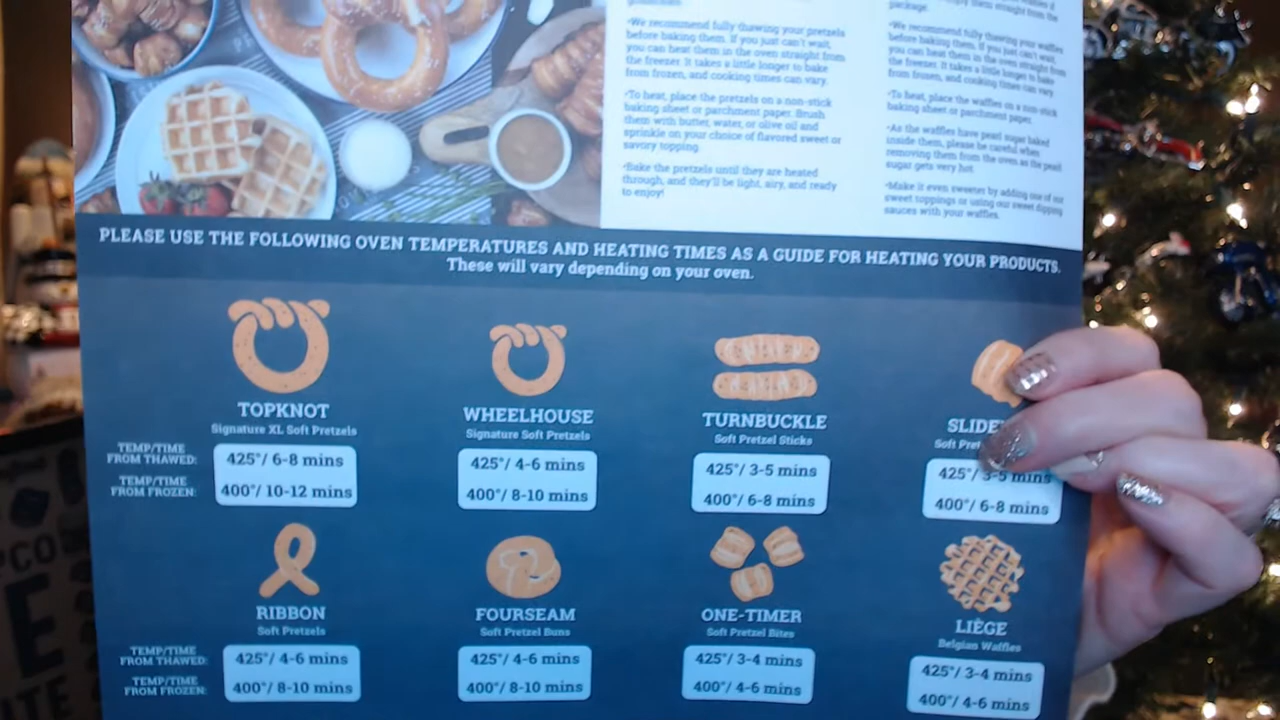 •We recommend fully thawing your pretzels
before baking them. If you just can't wait,
you can heat them in the oven straight from
the freezer. It takes a little longer to bake
from frozen, and cooking times can vary.
•To heat, place the pretzels on a non-stick
baking sheet or parchment paper. Brush
them with butter, water, or olive oil and
sprinkle on your choice of flavored sweet or
savory topping.
•Bake the pretzels until they are heated
through, and they'll be light, airy, and ready
to enjoy!
them straight from the
package.
•We recommend fully thawing your waffles
before baking them. If you just can't wait,
you can heat them in the oven straight from
the freezer. It takes a little longer to bake
from frozen, and cooking times can vary.
•To heat, place the waffles on a non-stick
baking sheet or parchment paper.
•As the waffles have pearl sugar baked
inside them, please be careful when
removing them from the oven as the pearl
sugar gets very hot.
•Make it even sweeter by adding one of our
sweet toppings or using our sweet dipping
sauces with your waffles.
PLEASE USE THE FOLLOWING OVEN TEMPERATURES AND HEATING TIMES AS A GUIDE FOR HEATING YOUR PRODUCTS.
These will vary depending on your oven.
TOPKNOT
Signature XL Soft Pretzels
TEMP/TIME
FROM THAWED:
425°/ 6-8 mins
TEMP/TIME
FROM FROZEN:
400°/ 10-12 mins
WHEELHOUSE
Signature Soft Pretzels
425°/ 4-6 mins
400°/ 8-10 mins
TURNBUCKLE
Soft Pretzel Sticks
425°/ 3-5 mins
400°/ 6-8 mins
SLIDE
Soft Pret
425°/ 3-5 mins
400°/ 6-8 mins
RIBBON
Soft Pretzels
TEMP/TIME
FROM THAWED:
425°/ 4-6 mins
TEMP/TIME
FROM FROZEN:
400°/ 8-10 mins
FOURSEAM
Soft Pretzel Buns
425°/ 4-6 mins
400°/ 8-10 mins
ONE-TIMER
Soft Pretzel Bites
425°/ 3-4 mins
400°/ 4-6 mins
LIÈGE
Belgian Waffles
425°/ 3-4 mins
400°/ 4-6 mins